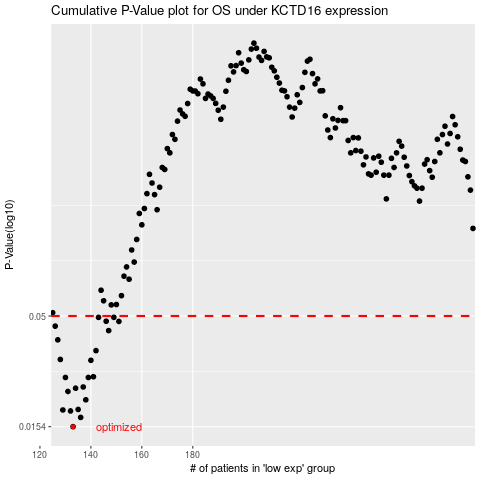 Cumulative P-Value plot for OS under KCTD16 expression
P-Value(log10)
0.05
0.0154
optimized
120 140 160 180
# of patients in 'low exp' group